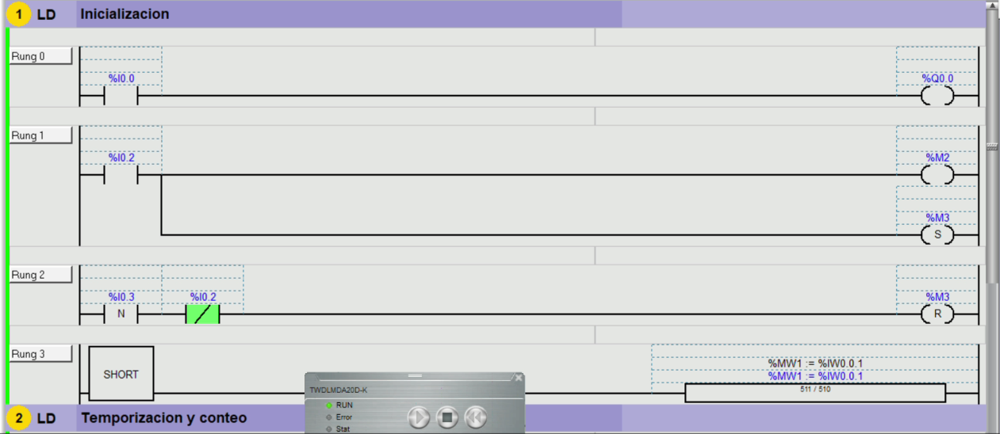 1 LD Inicializacion
Rung 0
%I0.0 %Q0.0
Rung 1
%I0.2 %M2
%M3
S
Rung 2
%I0.3 %I0.2 %M3
N R
Rung 3
SHORT
%MW1 := %IW0.0.1
%MW1 := %IW0.0.1
511 / 510
TWDLMDA20D-K
RUN
Error
Stat
2 LD Temporizacion y conteo